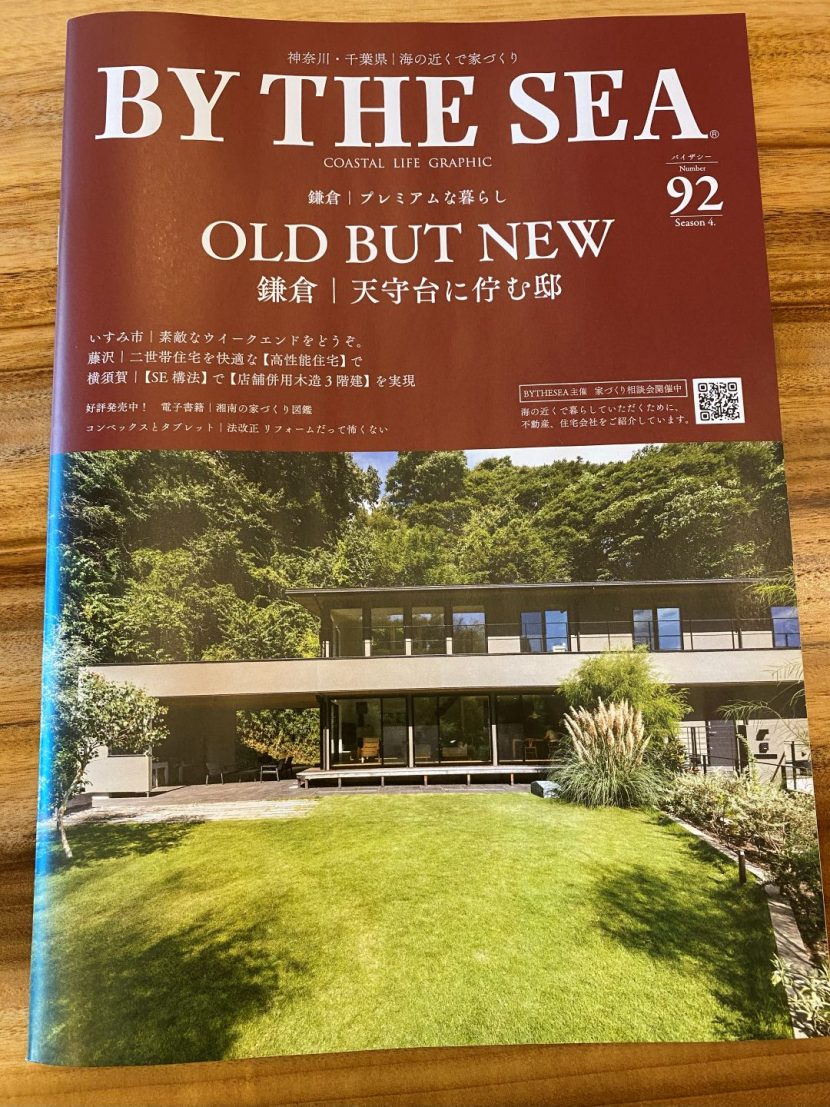 神奈川・千葉県｜海の近くで家づくり
BY THE SEA®
COASTAL LIFE GRAPHIC
バイザシー
Number
92
Season 4.
鎌倉｜プレミアムな暮らし
OLD BUT NEW
鎌倉｜天守台に佇む邸
いすみ市｜素敵なウイークエンドをどうぞ。
藤沢｜二世帯住宅を快適な【高性能住宅】で
横須賀｜【SE 構法】で【店舗併用木造3階建】を実現
好評発売中！　電子書籍｜湘南の家づくり図鑑
コンベックスとタブレット｜法改正 リフォームだって怖くない
BYTHESEA主催　家づくり相談会開催中
海の近くで暮らしていただくために、
不動産、住宅会社をご紹介しています。